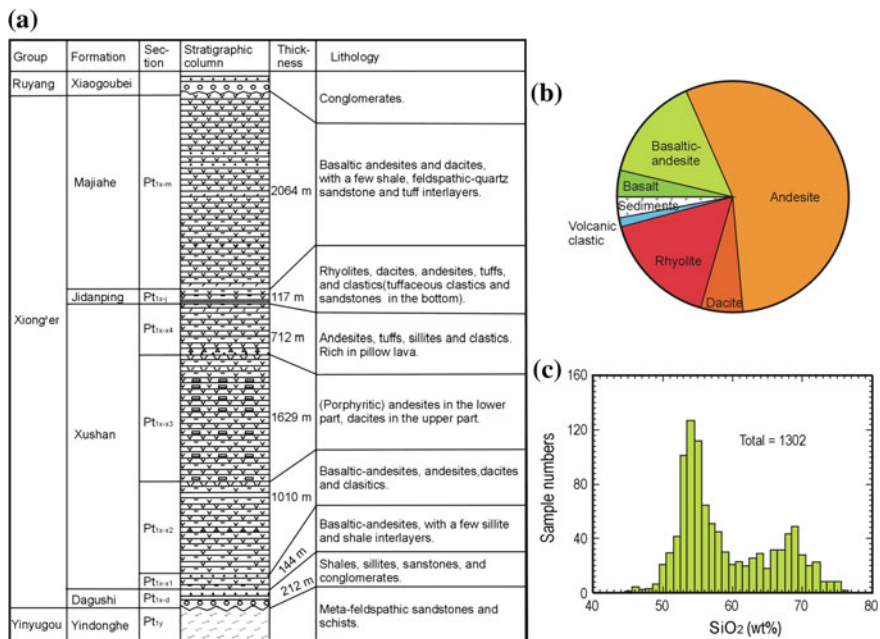 (a)
Group
Formation
Sec-
tion
Stratigraphic
column
Thick-
ness
Lithology
Ruyang
Xiaogoubei
Conglomerates.
Xiong'er
Majiahe
Pt1x-m
2064 m
Basaltic andesites and dacites,
with a few shale, feldspathic-quartz
sandstone and tuff interlayers.
Jidanping
Pt1x-j
117 m
Rhyolites, dacites, andesites, tuffs,
and clastics(tuffaceous clastics and
sandstones in the bottom).
Xushan
Pt1x-x4
712 m
Andesites, tuffs, sillites and clastics.
Rich in pillow lava.
Pt1x-x3
1629 m
(Porphyritic) andesites in the lower
part, dacites in the upper part.
Pt1x-x2
1010 m
Basaltic-andesites, andesites,dacites
and clasitics.
Pt1x-x1
144 m
Basaltic-andesites, with a few sillite
and shale interlayers.
Dagushi
Pt1x-d
212 m
Shales, sillites, sanstones, and
conglomerates.
Yinyugou
Yindonghe
Pt1y
Meta-feldspathic sandstones and
schists.
(b)
Basaltic-
andesite
Basalt
Sediments
Volcanic
clastic
Rhyolite
Dacite
Andesite
(c)
Total = 1302
Sample numbers
160
120
80
40
0
40
50
60
70
80
SiO2 (wt%)